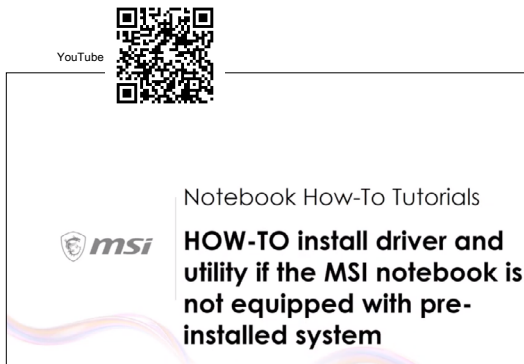 YouTube
Notebook How-To Tutorials
msi
HOW-TO install driver and
utility if the MSI notebook is
not equipped with pre-
installed system